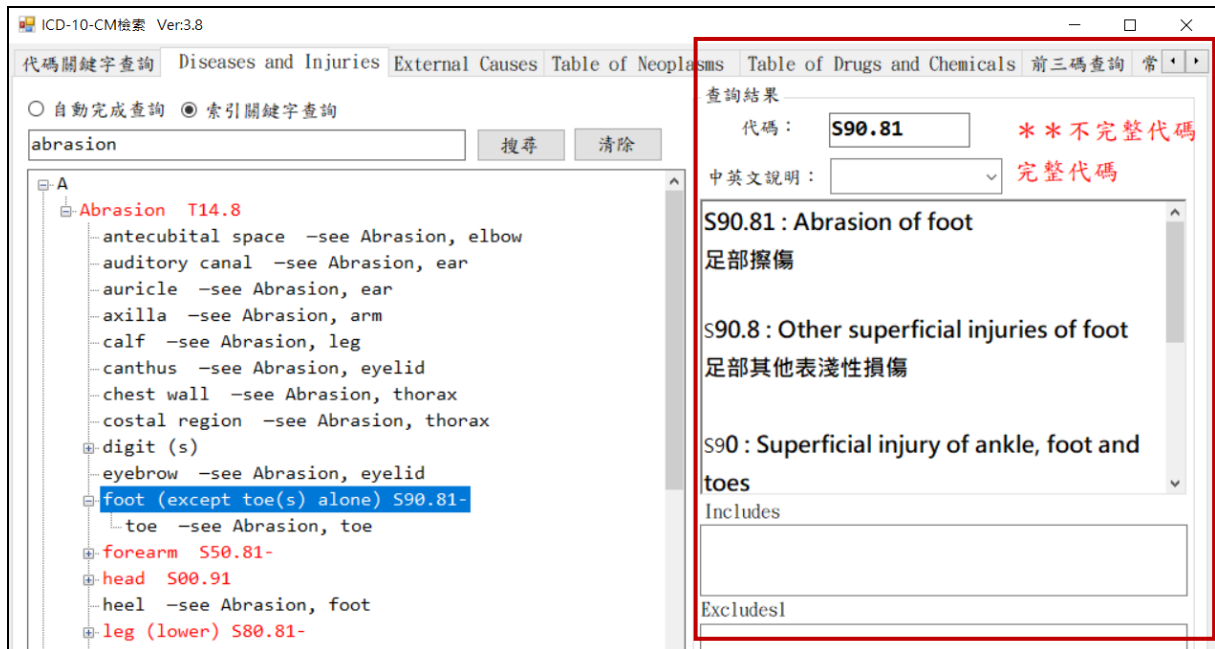 ICD-10-CM檢索 Ver:3.8
代碼關鍵字查詢 Diseases and Injuries External Causes Table of Neoplasms Table of Drugs and Chemicals 前三碼查詢 常
自動完成查詢 索引關鍵字查詢
abrasion 搜尋 清除
A
Abrasion T14.8
antecubital space —see Abrasion, elbow
auditory canal —see Abrasion, ear
auricle —see Abrasion, ear
axilla —see Abrasion, arm
calf —see Abrasion, leg
canthus —see Abrasion, eyelid
chest wall —see Abrasion, thorax
costal region —see Abrasion, thorax
digit (s)
eyebrow —see Abrasion, eyelid
foot (except toe(s) alone) S90.81-
toe —see Abrasion, toe
forearm S50.81-
head S00.91
heel —see Abrasion, foot
leg (lower) S80.81-
查詢結果
代碼： S90.81 **不完整代碼
中英文說明： 完整代碼
S90.81 : Abrasion of foot
足部擦傷
S90.8 : Other superficial injuries of foot
足部其他表淺性損傷
S90 : Superficial injury of ankle, foot and
toes
Includes
Excludes1